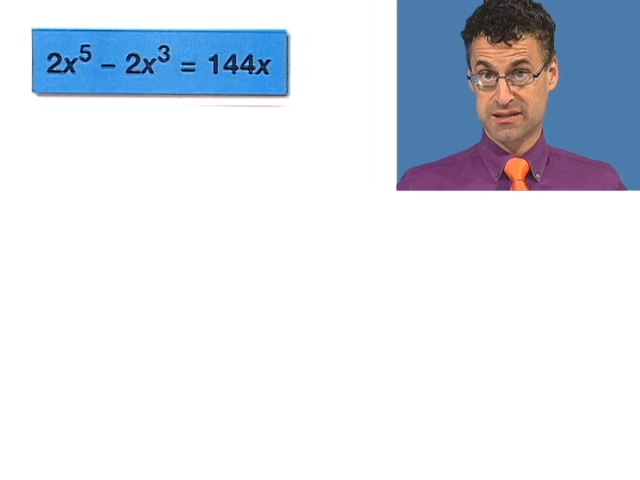 2x⁵ − 2x³ = 144x